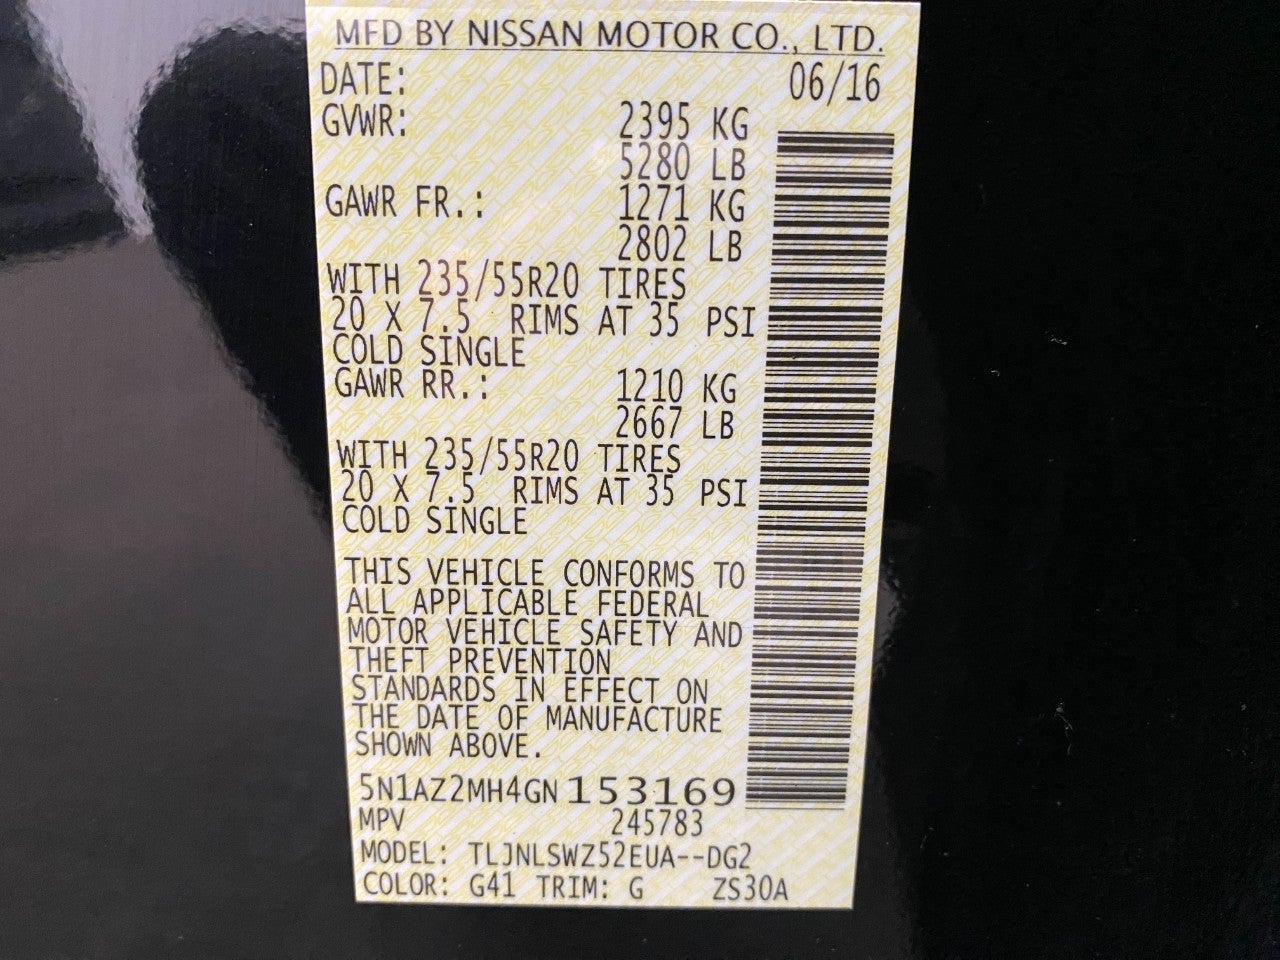 MFD BY NISSAN MOTOR CO., LTD.
DATE: 06/16
GVWR: 2395 KG
5280 LB
GAWR FR.: 1271 KG
2802 LB
WITH 235/55R20 TIRES
20 X 7.5 RIMS AT 35 PSI
COLD SINGLE
GAWR RR.: 1210 KG
2667 LB
WITH 235/55R20 TIRES
20 X 7.5 RIMS AT 35 PSI
COLD SINGLE
THIS VEHICLE CONFORMS TO
ALL APPLICABLE FEDERAL
MOTOR VEHICLE SAFETY AND
THEFT PREVENTION
STANDARDS IN EFFECT ON
THE DATE OF MANUFACTURE
SHOWN ABOVE.
5N1AZ2MH4GN153169
MPV 245783
MODEL: TLJNLSWZ52EUA--DG2
COLOR: G41 TRIM: G ZS30A